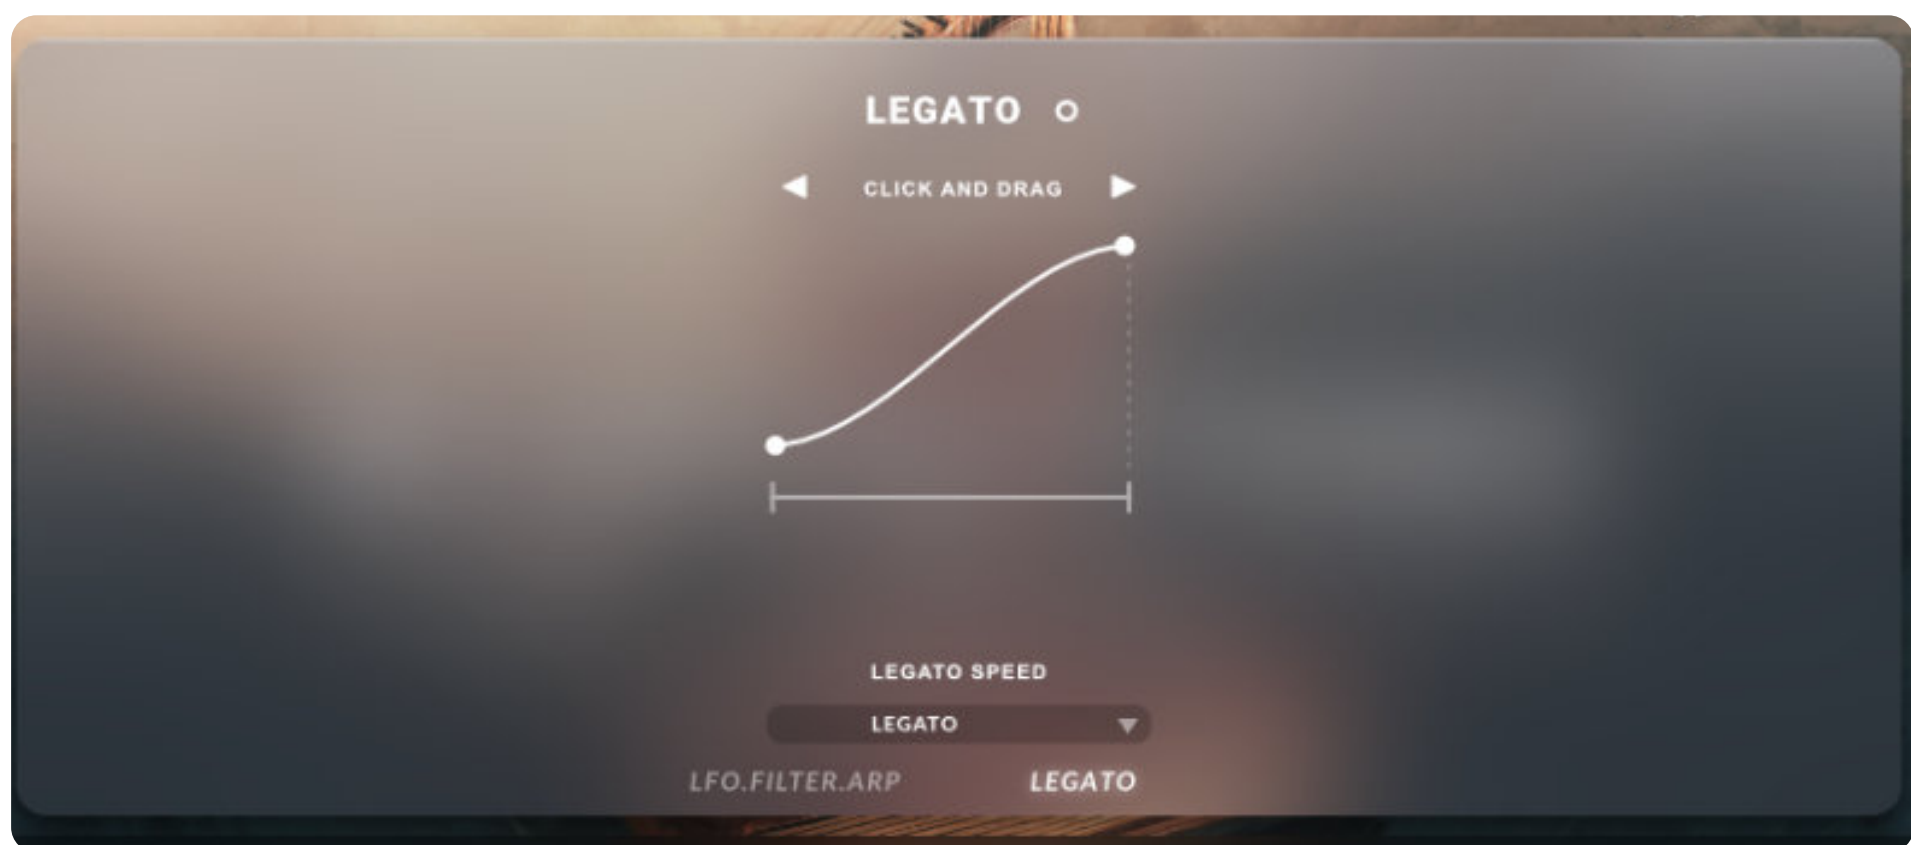 LEGATO
CLICK AND DRAG
LEGATO SPEED
LEGATO
LFO.FILTER.ARP LEGATO